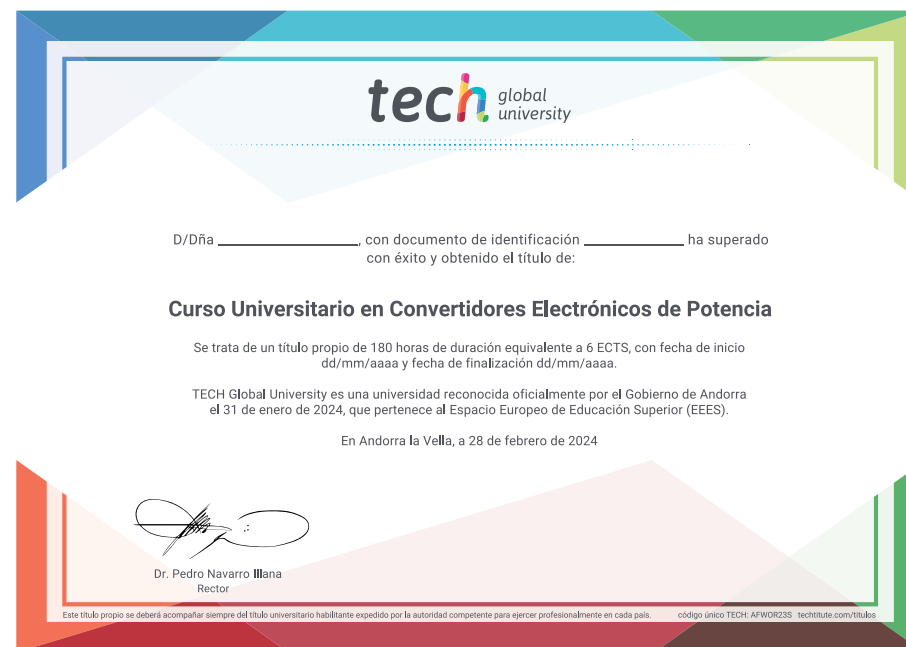 tech global university
D/Dña ____________________, con documento de identificación ______________ ha superado
con éxito y obtenido el título de:
Curso Universitario en Convertidores Electrónicos de Potencia
Se trata de un título propio de 180 horas de duración equivalente a 6 ECTS, con fecha de inicio
dd/mm/aaaa y fecha de finalización dd/mm/aaaa.
TECH Global University es una universidad reconocida oficialmente por el Gobierno de Andorra
el 31 de enero de 2024, que pertenece al Espacio Europeo de Educación Superior (EEES).
En Andorra la Vella, a 28 de febrero de 2024
Dr. Pedro Navarro Illana
Rector
Este título propio se deberá acompañar siempre del título universitario habilitante expedido por la autoridad competente para ejercer profesionalmente en cada país. código único TECH: AFWOR23S techtitute.com/titulos